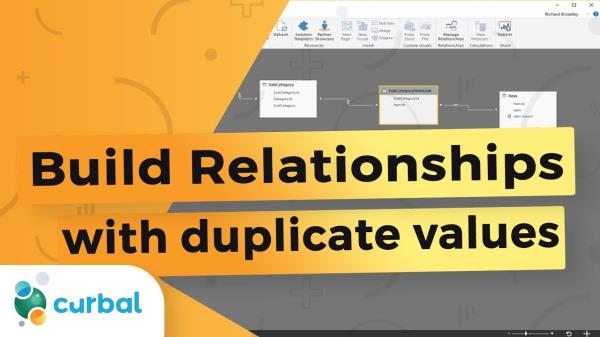 Richard Broadley
Refresh
Solution Templates
Partner Showcase
New Page
New Visual
Text box
Image
Shapes
From Store
From File
Manage Relationships
New Measure
Publish
Resources
Insert
Custom visuals
Relationships
Calculations
Share
SubCategory
SubCategoryId
CategoryId
SubCategory
SubCategoryItemLink
SubCategoryId
ItemId
Item
ItemId
Item
Item Count
Build Relationships
with duplicate values
curbal